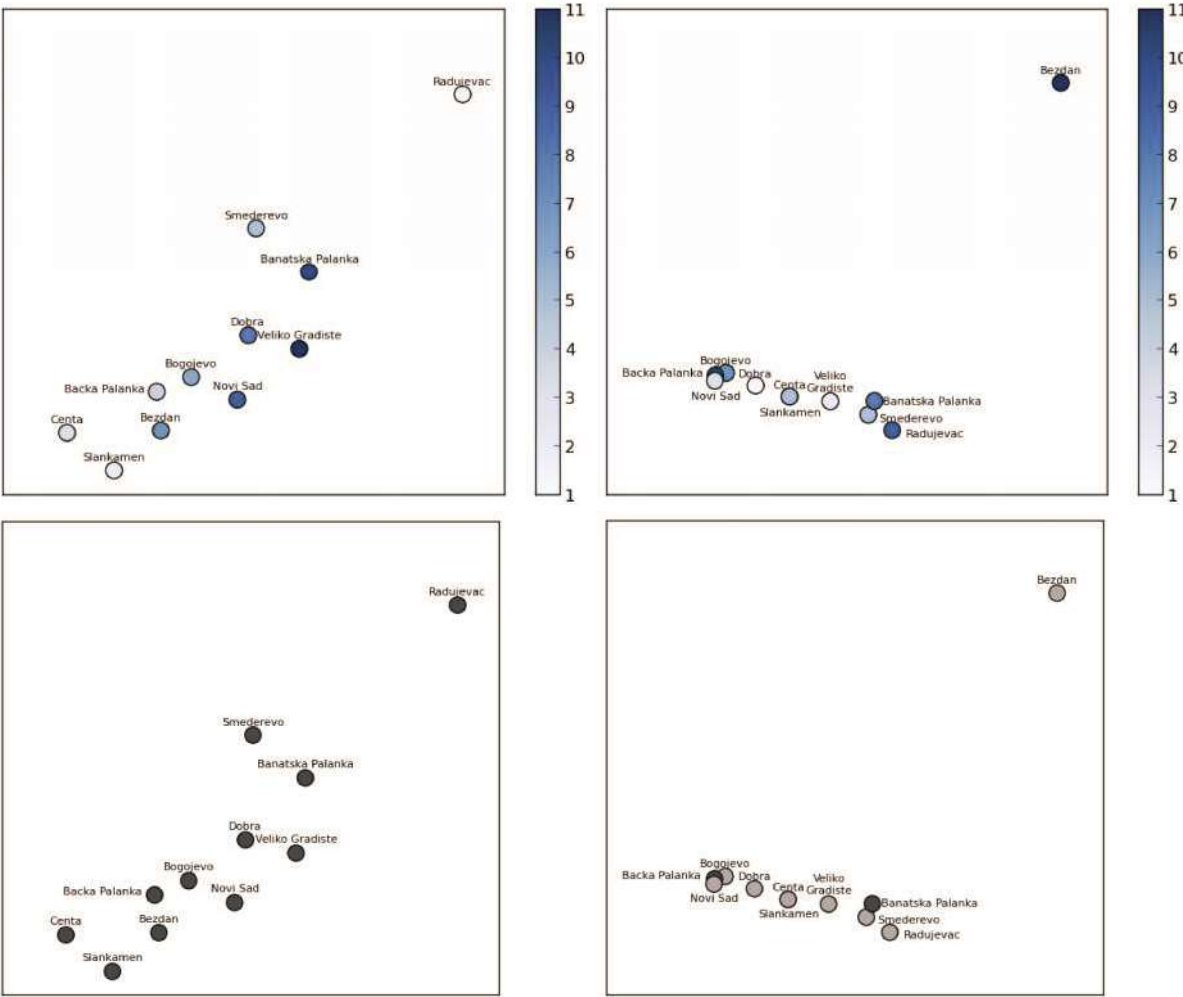 Radujevac
Smederevo
Banatska Palanka
Dobra
Veliko Gradiste
Bogojevo
Backa Palanka
Novi Sad
Centa
Bezdan
Slankamen
11
10
9
8
7
6
5
4
3
2
1
Bezdan
Bogojevo
Backa Palanka
Dobra
Novi Sad
Centa
Veliko
Gradiste
Slankamen
Banatska Palanka
Smederevo
Radujevac
11
10
9
8
7
6
5
4
3
2
1
Radujevac
Smederevo
Banatska Palanka
Dobra
Veliko Gradiste
Bogojevo
Backa Palanka
Novi Sad
Centa
Bezdan
Slankamen
Bezdan
Bogojevo
Backa Palanka
Dobra
Novi Sad
Centa
Veliko
Gradiste
Slankamen
Banatska Palanka
Smederevo
Radujevac